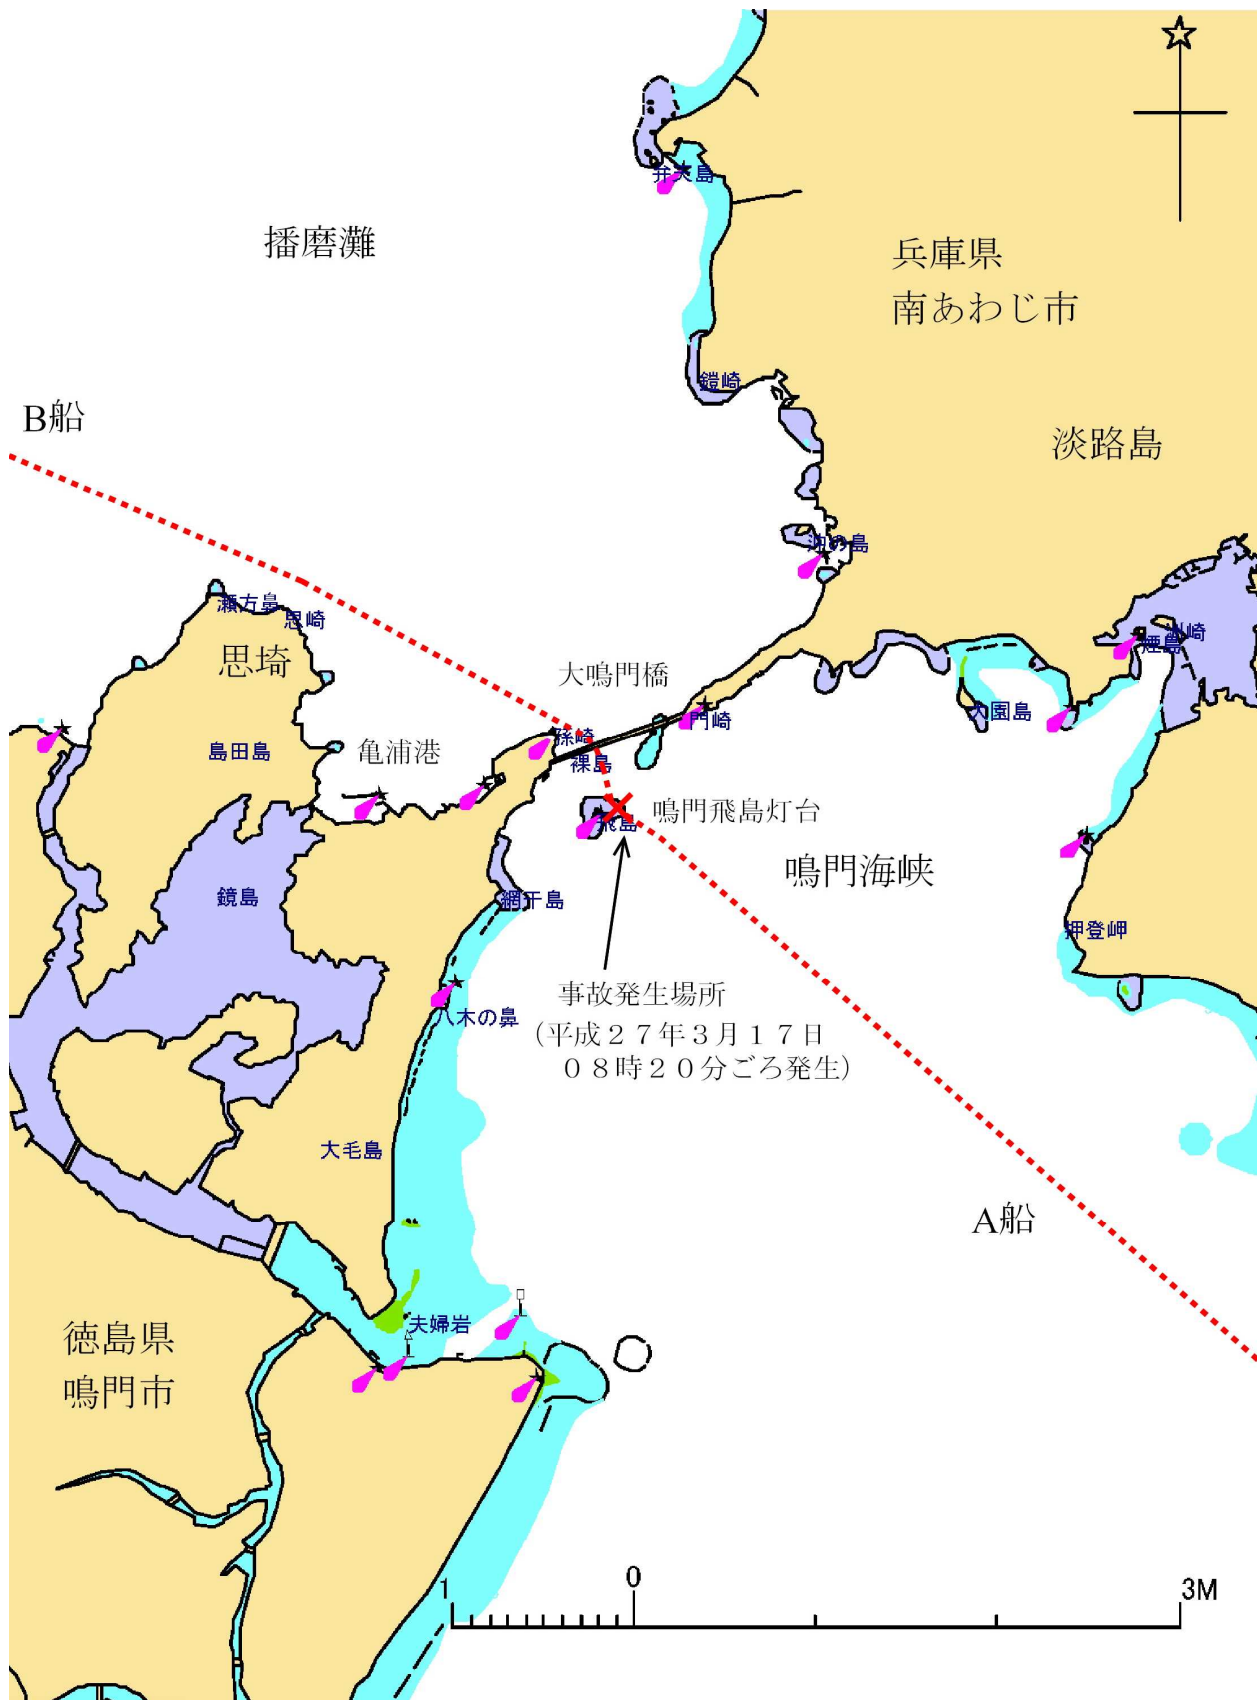 弁天島
播磨灘
兵庫県
南あわじ市
鎧崎
B船
淡路島
沖の島
瀬方鼻
思崎
洲崎
煙島
思埼
大鳴門橋
大園島
門崎
孫崎
島田島
亀浦港
裸島
鳴門飛島灯台
飛島
鳴門海峡
鏡島
網干島
押登岬
事故発生場所
(平成27年3月17日
08時20分ごろ発生)
八木の鼻
大毛島
A船
夫婦岩
徳島県
鳴門市
1
0
3M